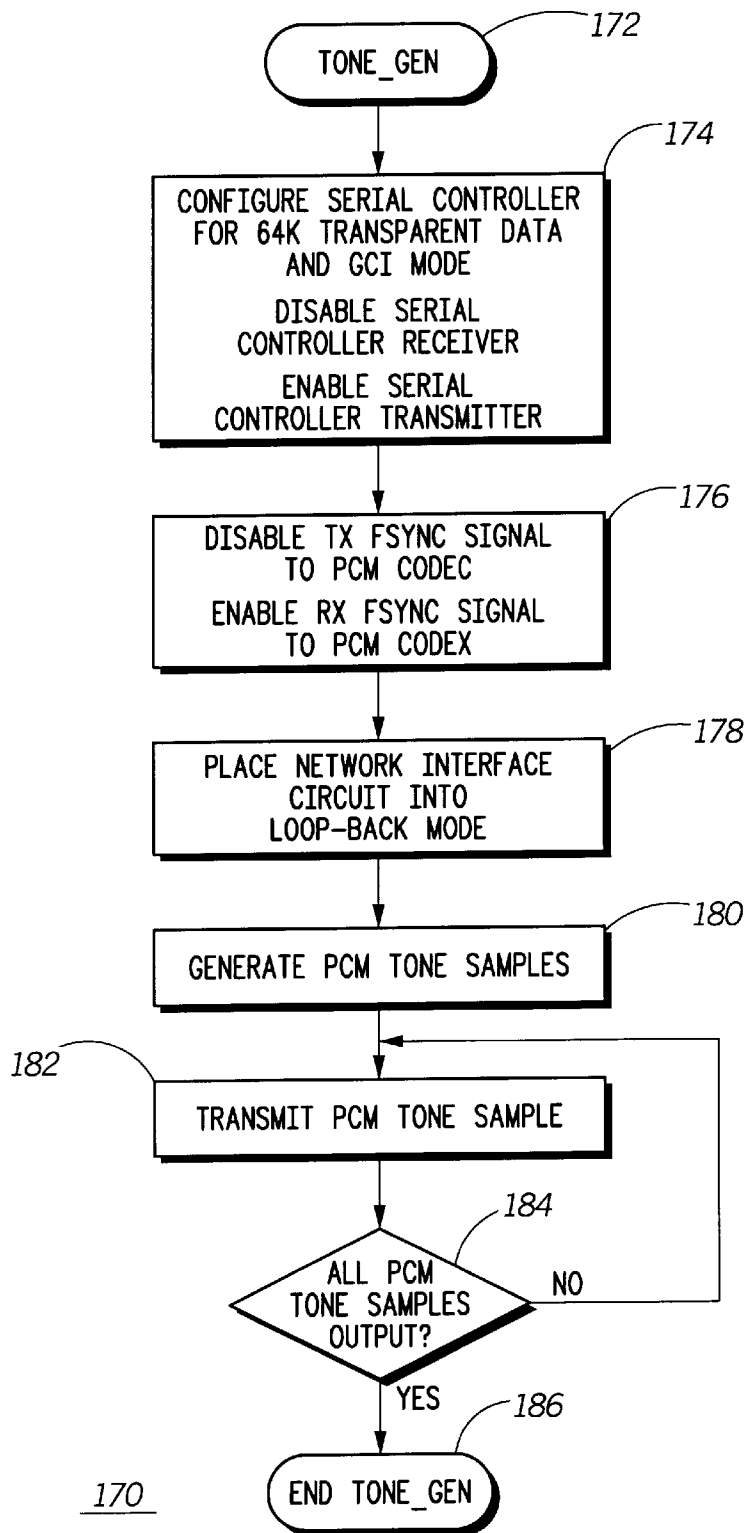 172
TONE_GEN
174
CONFIGURE SERIAL CONTROLLER
FOR 64K TRANSPARENT DATA
AND GCI MODE
DISABLE SERIAL
CONTROLLER RECEIVER
ENABLE SERIAL
CONTROLLER TRANSMITTER
176
DISABLE TX FSYNC SIGNAL
TO PCM CODEC
ENABLE RX FSYNC SIGNAL
TO PCM CODEX
178
PLACE NETWORK INTERFACE
CIRCUIT INTO
LOOP-BACK MODE
180
GENERATE PCM TONE SAMPLES
182
TRANSMIT PCM TONE SAMPLE
184
ALL PCM
TONE SAMPLES
OUTPUT?
NO
YES
186
END TONE_GEN
170